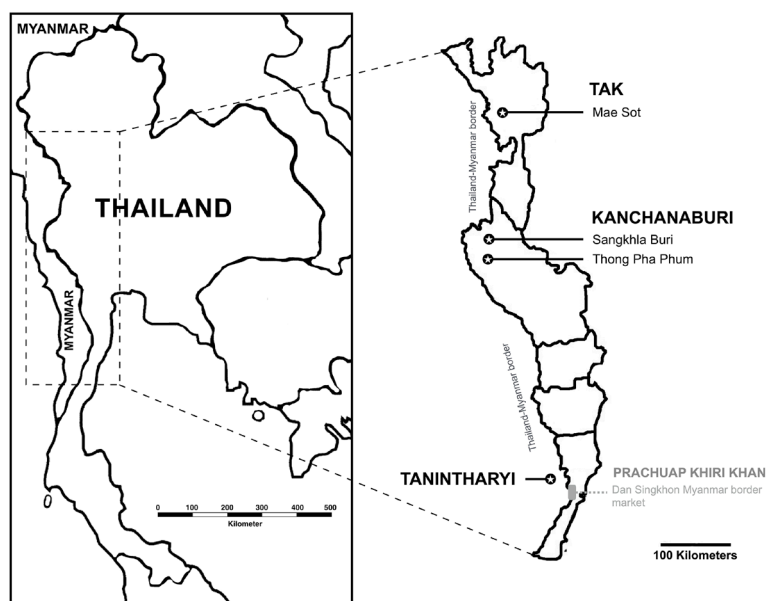 MYANMAR
THAILAND
MYANMAR
0 100 200 300 400 500
Kilometer
TAK
Mae Sot
Thailand-Myanmar border
KANCHANABURI
Sangkhla Buri
Thong Pha Phum
Thailand-Myanmar border
TANINTHARYI
PRACHUAP KHIRI KHAN
Dan Singkhon Myanmar border
market
100 Kilometers